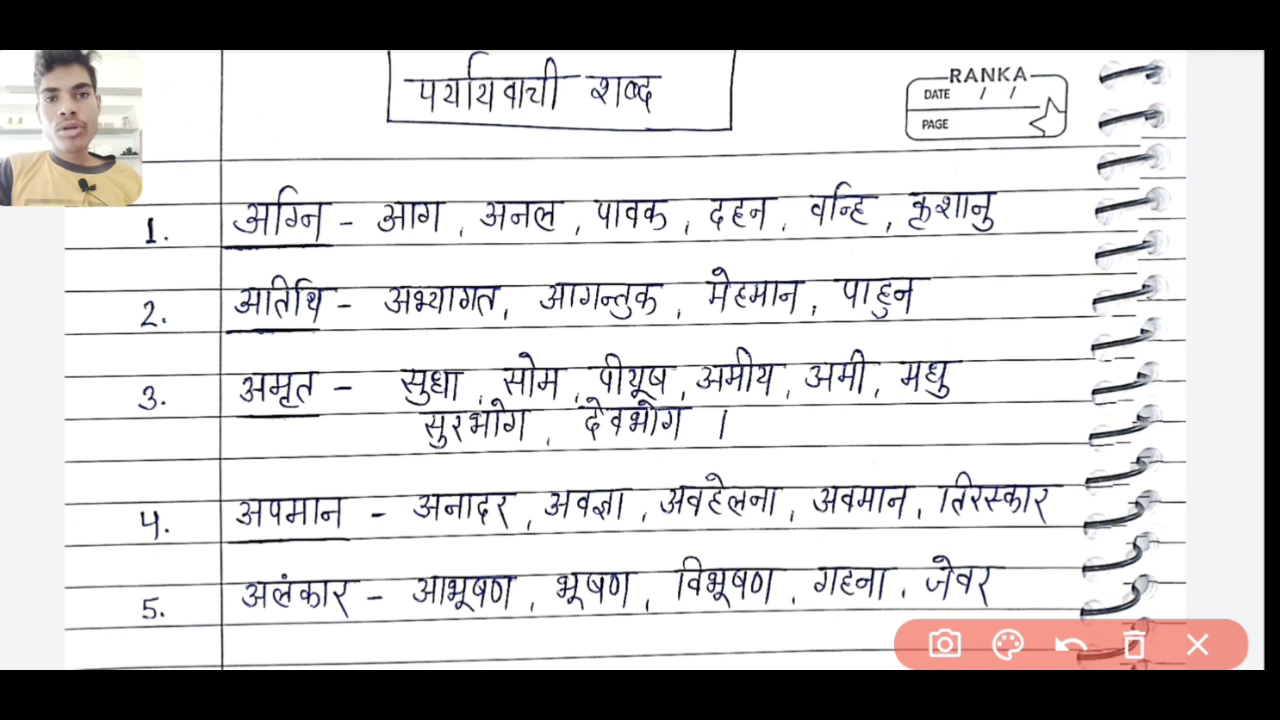 पर्यायवाची शब्द
RANKA
DATE / /
PAGE
1. अग्नि - आग, अनल, पावक, दहन, वन्हि, कृशानु
2. अतिथि - अभ्यागत, आगन्तुक, मेहमान, पाहुन
3. अमृत - सुधा, सोम, पीयूष, अमीय, अमी, मधु
सुरभोग, देवभोग ।
4. अपमान - अनादर, अवज्ञा, अवहेलना, अवमान, तिरस्कार
5. अलंकार - आभूषण, भूषण, विभूषण, गहना, जेवर